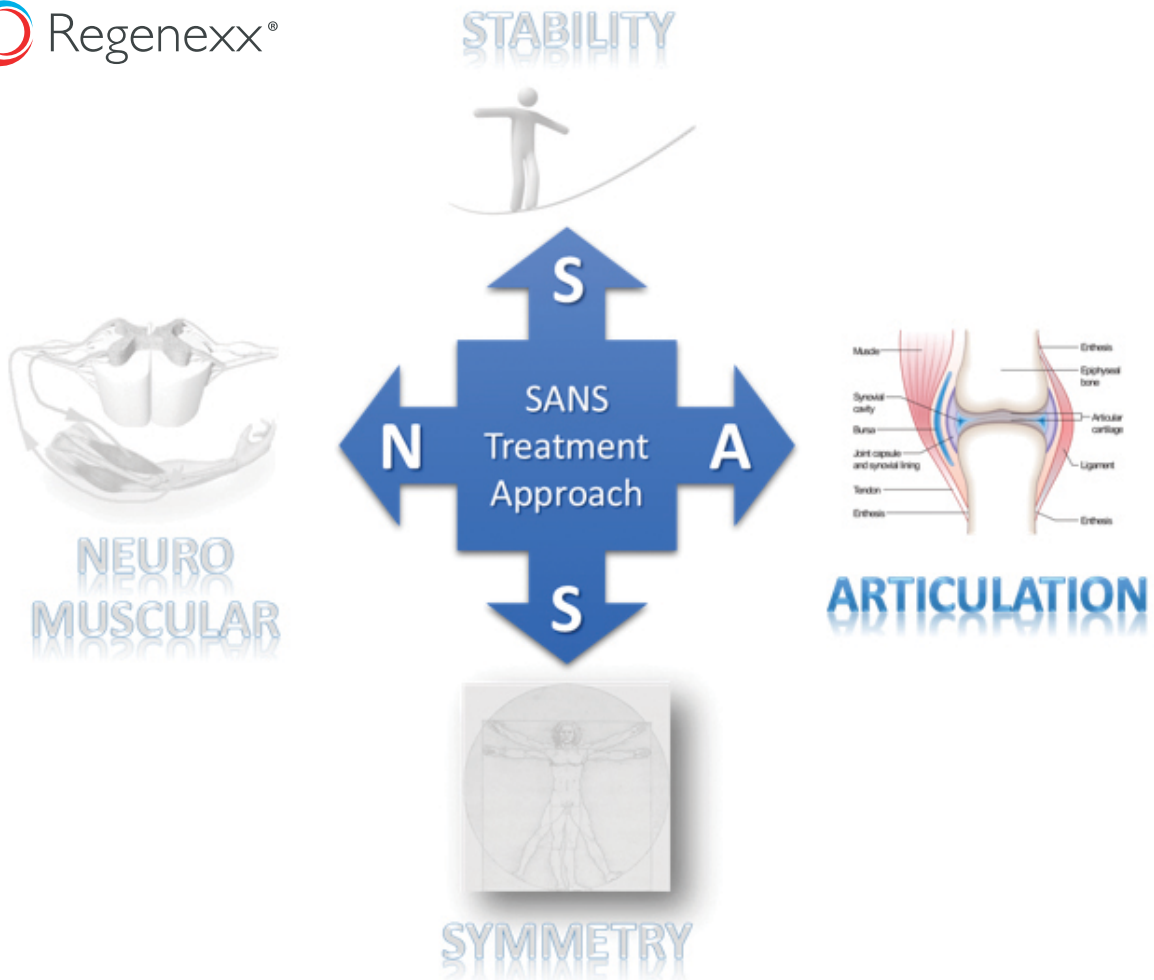 Regenexx®
STABILITY
S
SANS
Treatment
Approach
N
A
S
NEURO
MUSCULAR
Muscle
Synovial
cavity
Bursa
Joint capsule
and synovial lining
Tendon
Enthesis
Enthesis
Epiphyseal
bone
Articular
cartilage
Ligament
Enthesis
ARTICULATION
SYMMETRY